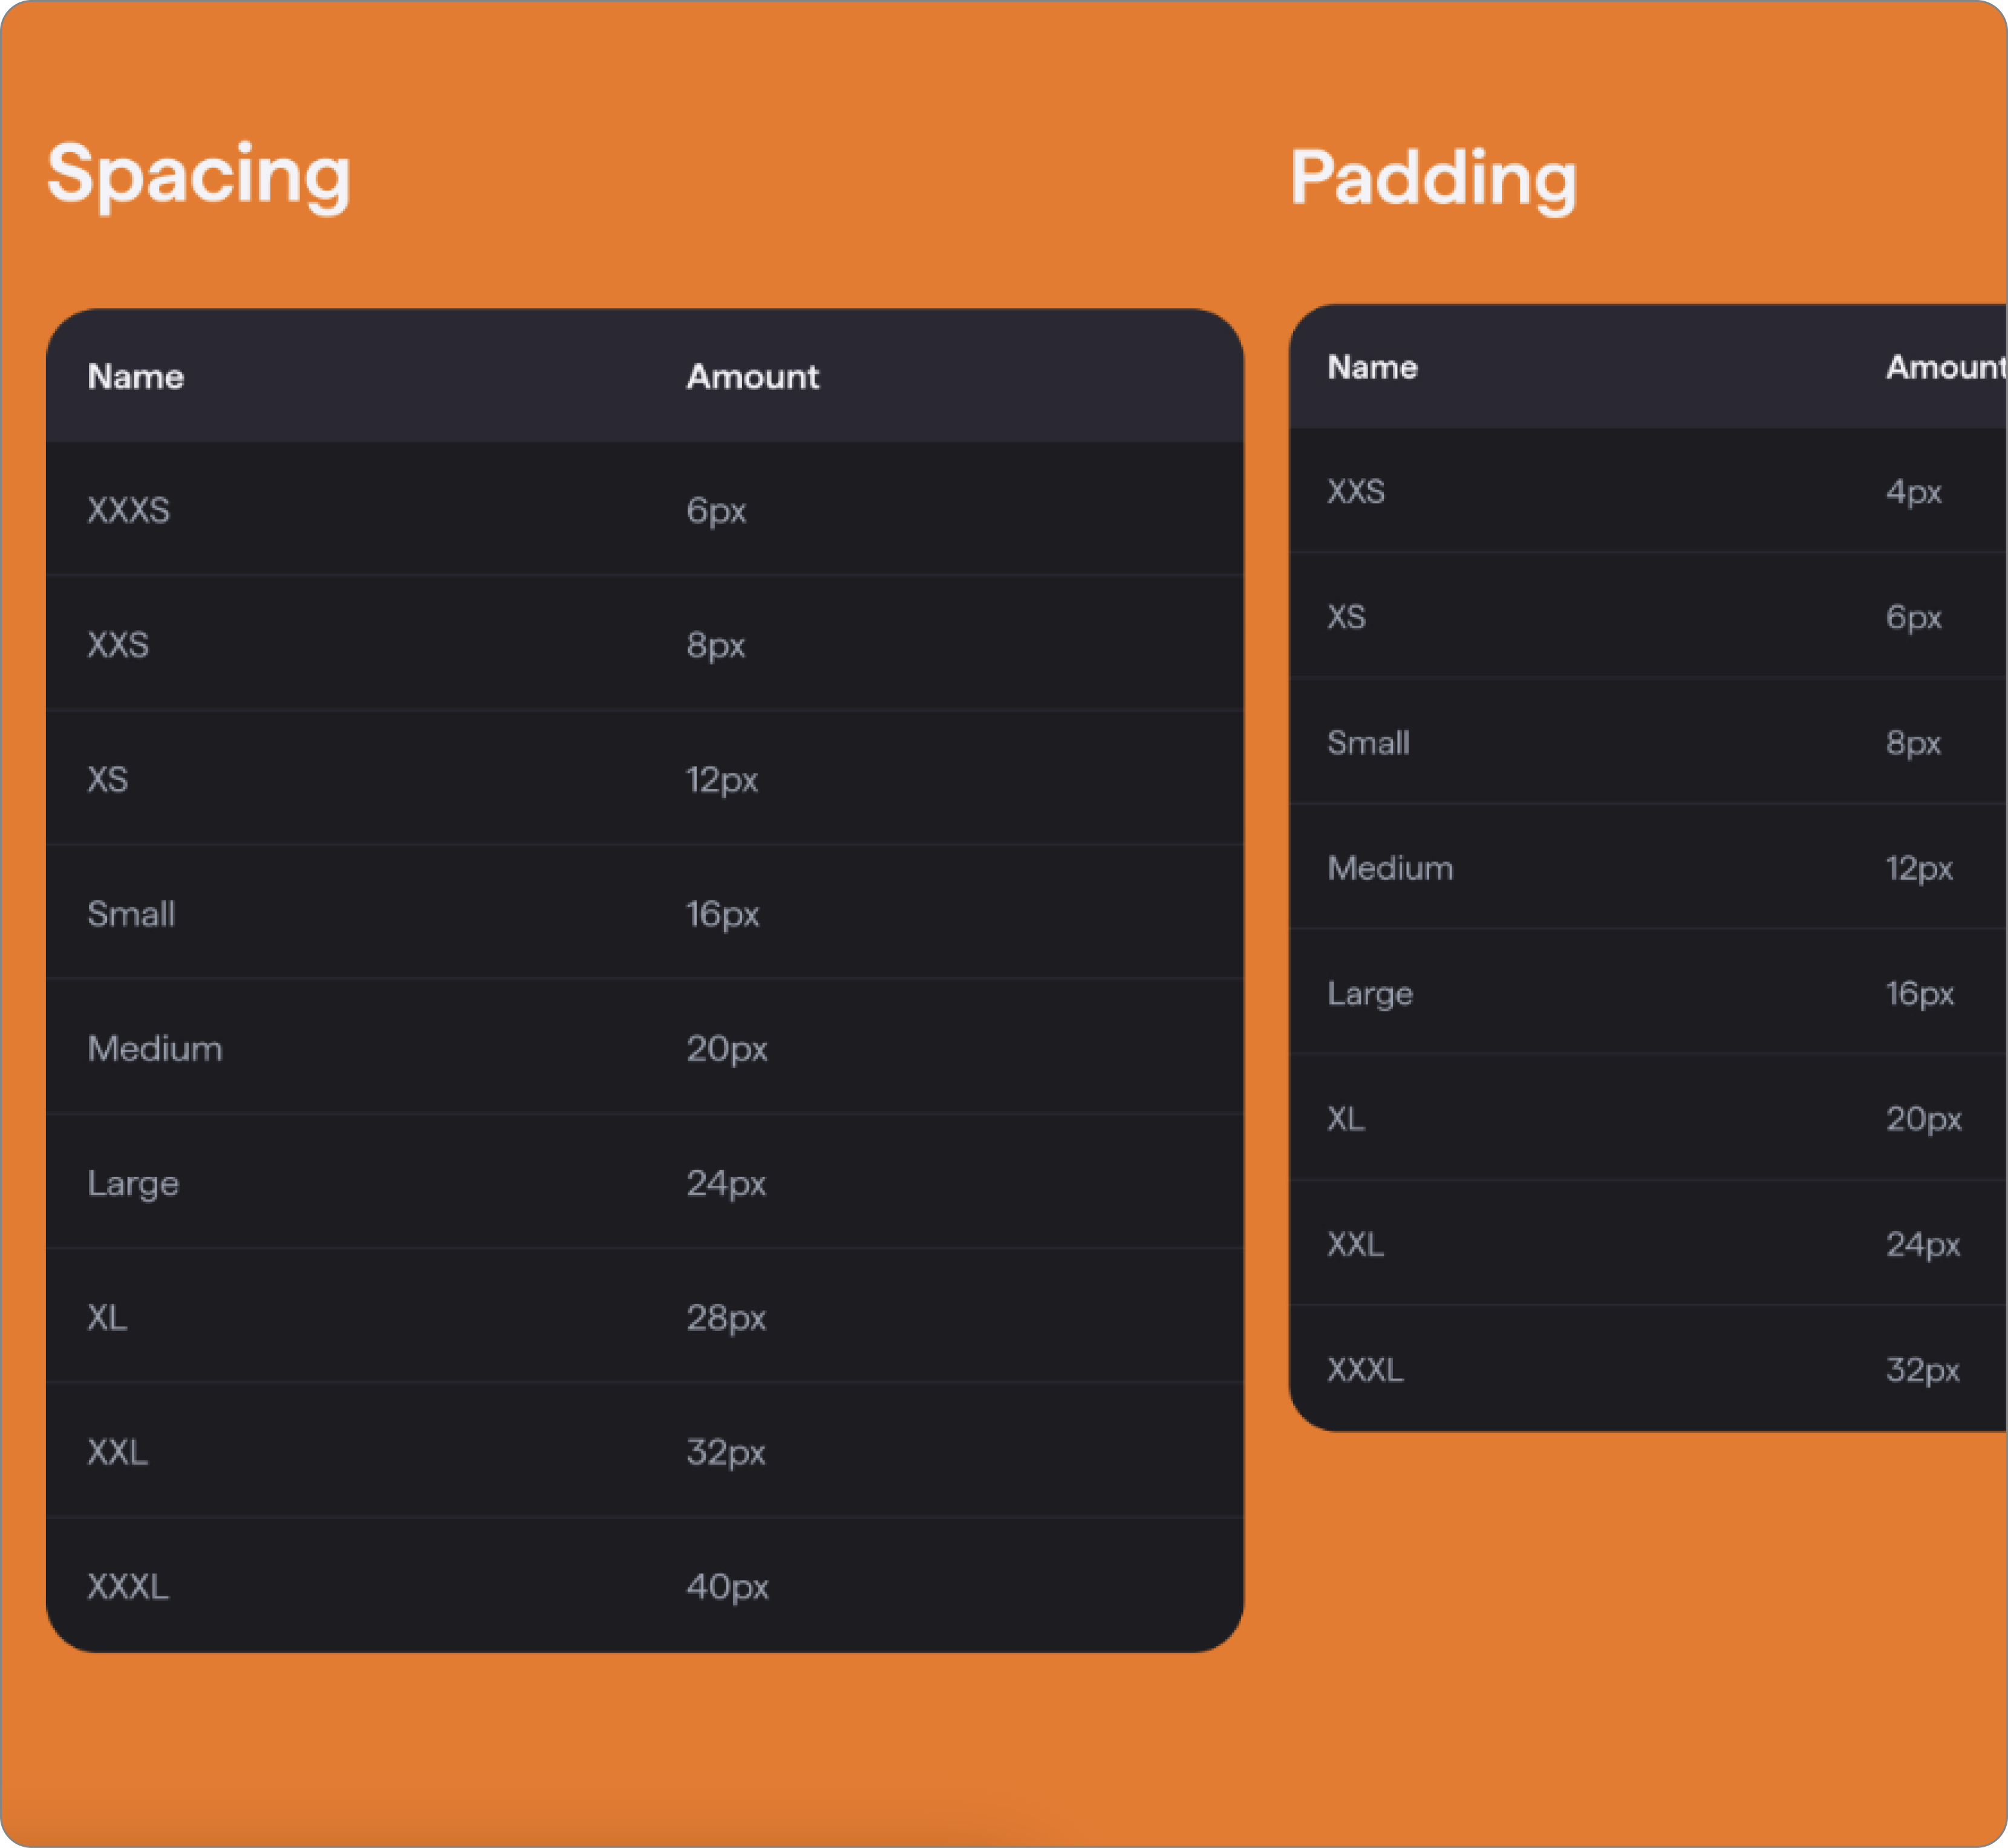 Spacing
Name Amount
XXXS 6px
XXS 8px
XS 12px
Small 16px
Medium 20px
Large 24px
XL 28px
XXL 32px
XXXL 40px
Padding
Name Amount
XXS 4px
XS 6px
Small 8px
Medium 12px
Large 16px
XL 20px
XXL 24px
XXXL 32px